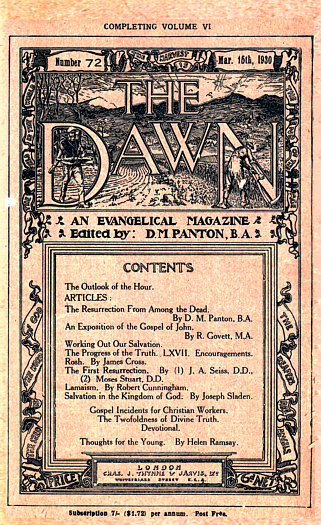 COMPLETING VOLUME VI
HARVEST
Number 72
Mar. 15th, 1930
THE
DAWN
AN EVANGELICAL MAGAZINE
Edited by: D.M PANTON, B.A.
CONTENTS
The Outlook of the Hour.
ARTICLES :
The Resurrection From Among the Dead.
By D. M. Panton, B.A.
An Exposition of the Gospel of John.
By R. Govett, M.A.
Working Out Our Salvation.
The Progress of the Truth. LXVII. Encouragements.
Rosh. By James Cross.
The First Resurrection. By (1) J. A. Seiss, D.D.,
(2) Moses Stuart, D.D.
Lamaism. By Robert Cunningham.
Salvation in the Kingdom of God. By Joseph Sladen.
Gospel Incidents for Christian Workers.
The Twofoldness of Divine Truth.
Devotional.
Thoughts for the Young. By Helen Ramsay.
PRICE
LONDON
CHAS. J. THYNNE & JARVIS, LTD
WHITEFRIARS STREET E.C.4.
6D. NET
Subscription 7/- ($1.72) per annum. Post Free.